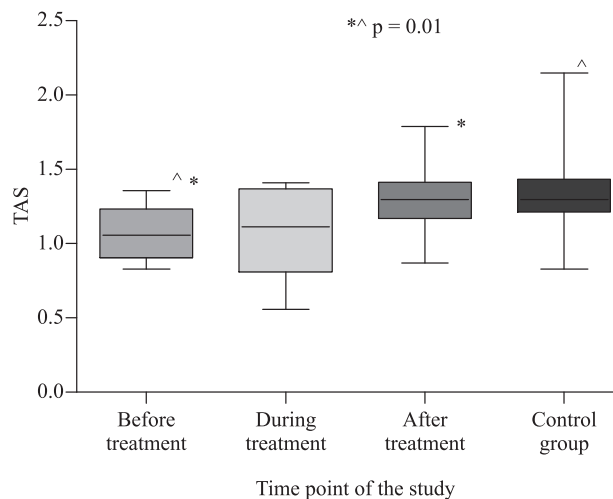 *^ p = 0.01
TAS
2.5
2.0
1.5
1.0
0.5
0.0
^ *
*
^
Before treatment
During treatment
After treatment
Control group
Time point of the study